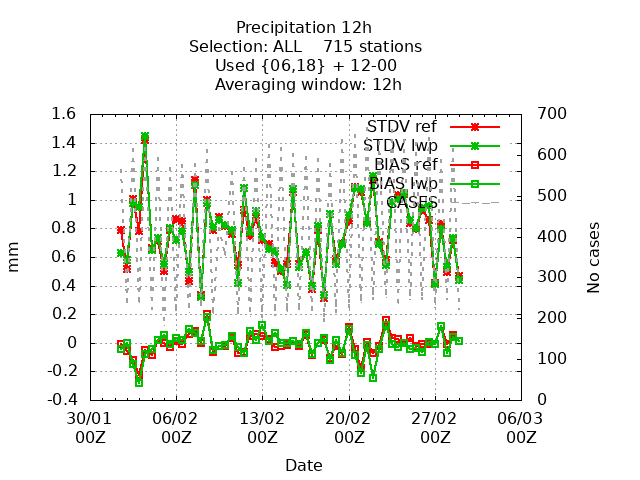 Precipitation 12h
Selection: ALL    715 stations
Used {06,18} + 12-00
Averaging window: 12h
1.6
1.4
1.2
1
0.8
0.6
0.4
0.2
0
-0.2
-0.4
mm
STDV ref
STDV lwp
BIAS ref
BIAS lwp
CASES
700
600
500
400
300
200
100
0
No cases
30/01 06/02 13/02 20/02 27/02 06/03
00Z 00Z 00Z 00Z 00Z 00Z
Date